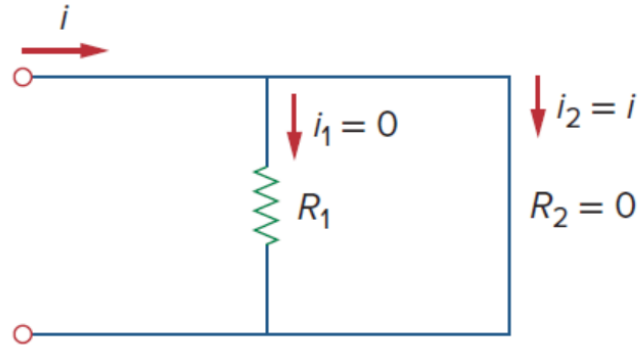 i
i₁ = 0
i₂ = i
R₁
R₂ = 0